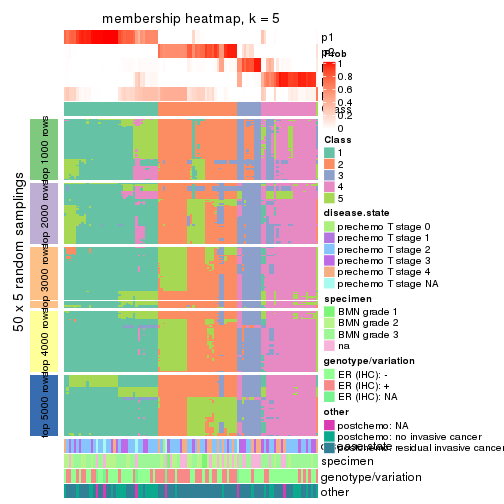 membership heatmap, k = 5
p1
Prob
1
0.8
0.6
0.4
0.2
0
Class
1
2
3
4
5
disease.state
prechemo T stage 0
prechemo T stage 1
prechemo T stage 2
prechemo T stage 3
prechemo T stage 4
prechemo T stage NA
specimen
BMN grade 1
BMN grade 2
BMN grade 3
na
genotype/variation
ER (IHC): -
ER (IHC): +
ER (IHC): NA
other
postchemo: NA
postchemo: no invasive cancer
postchemo: residual invasive cancer
specimen
genotype/variation
other
50 x 5 random samplings
top 1000 rows
top 2000 rows
top 3000 rows
top 4000 rows
top 5000 rows